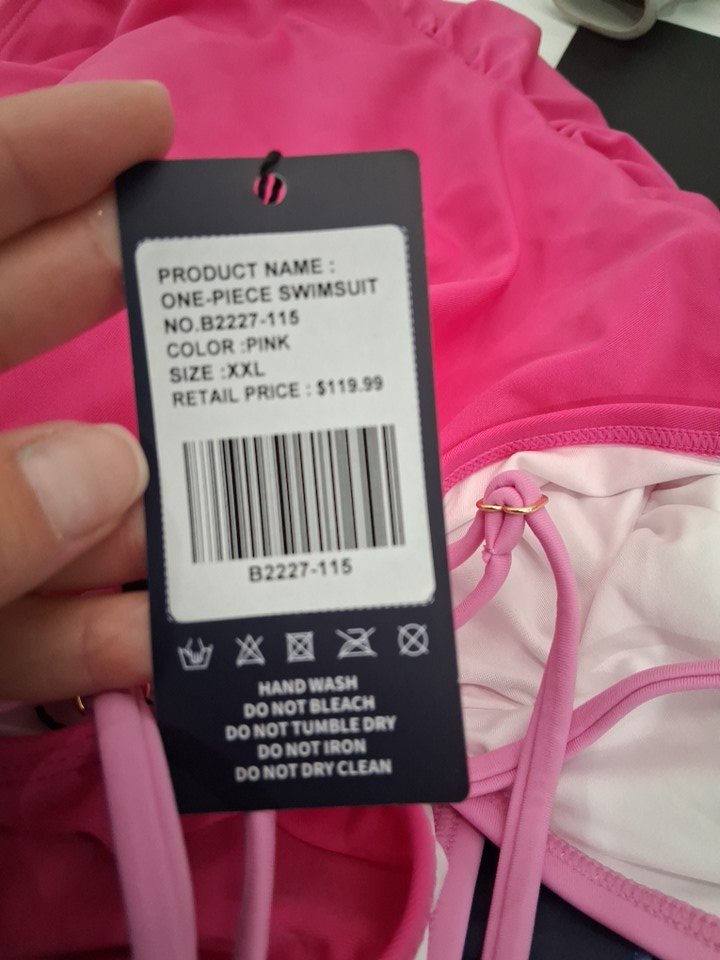 PRODUCT NAME :
ONE-PIECE SWIMSUIT
NO.B2227-115
COLOR :PINK
SIZE :XXL
RETAIL PRICE : $119.99
B2227-115
HAND WASH
DO NOT BLEACH
DO NOT TUMBLE DRY
DO NOT IRON
DO NOT DRY CLEAN